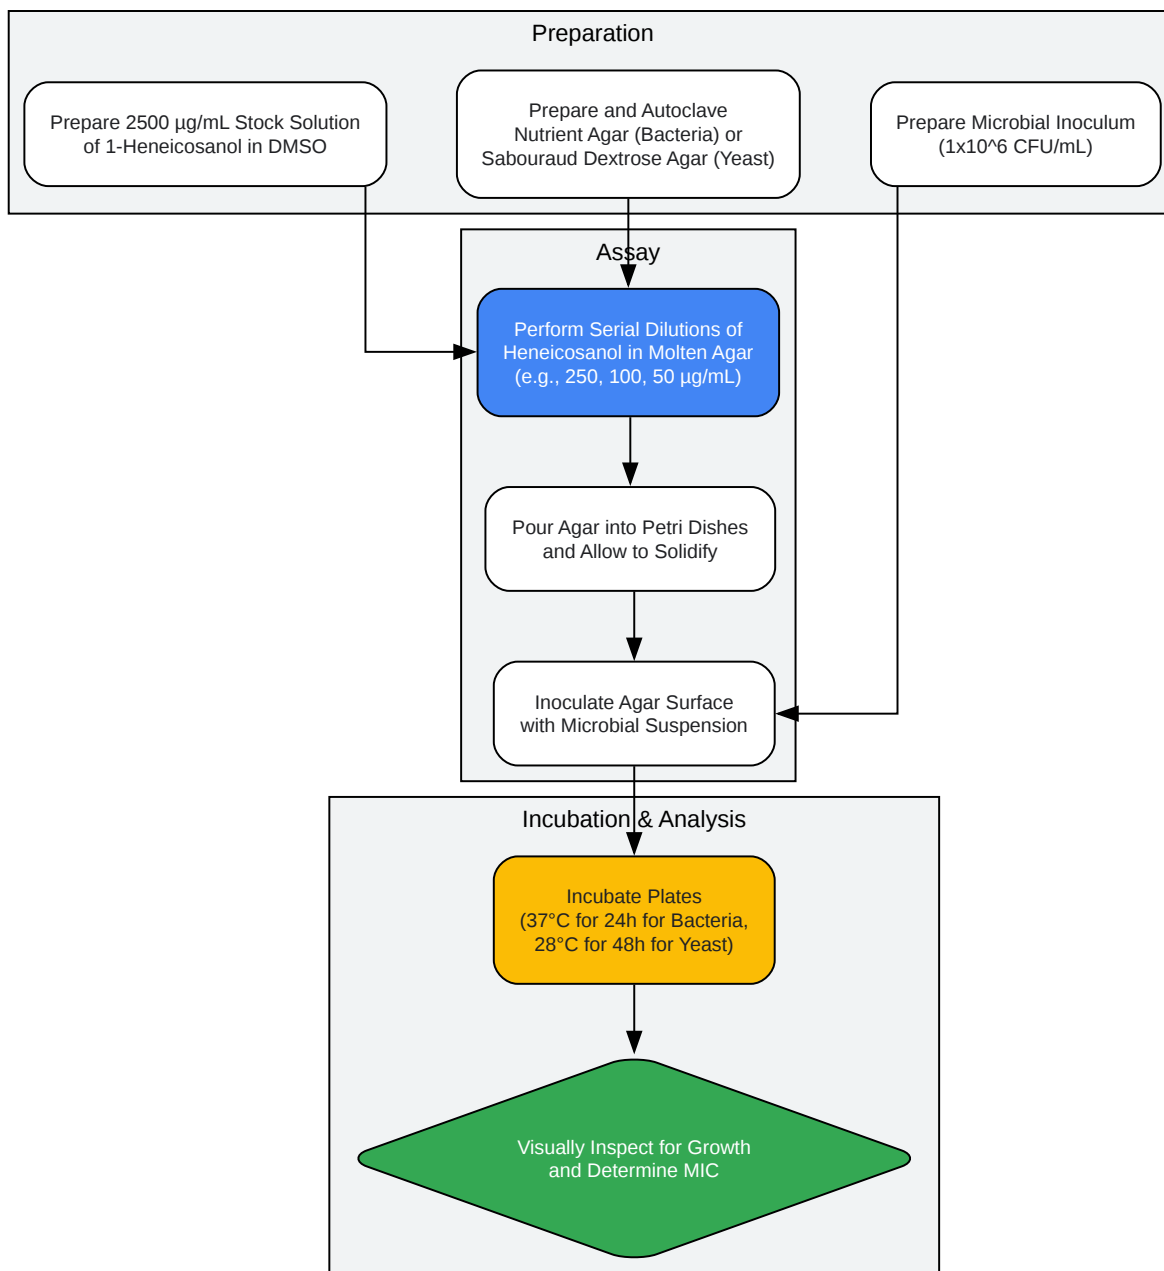 Preparation
Prepare 2500 µg/mL Stock Solution
of 1-Heneicosanol in DMSO
Prepare and Autoclave
Nutrient Agar (Bacteria) or
Sabouraud Dextrose Agar (Yeast)
Prepare Microbial Inoculum
(1x10^6 CFU/mL)
Assay
Perform Serial Dilutions of
Heneicosanol in Molten Agar
(e.g., 250, 100, 50 µg/mL)
Pour Agar into Petri Dishes
and Allow to Solidify
Inoculate Agar Surface
with Microbial Suspension
Incubation & Analysis
Incubate Plates
(37°C for 24h for Bacteria,
28°C for 48h for Yeast)
Visually Inspect for Growth
and Determine MIC